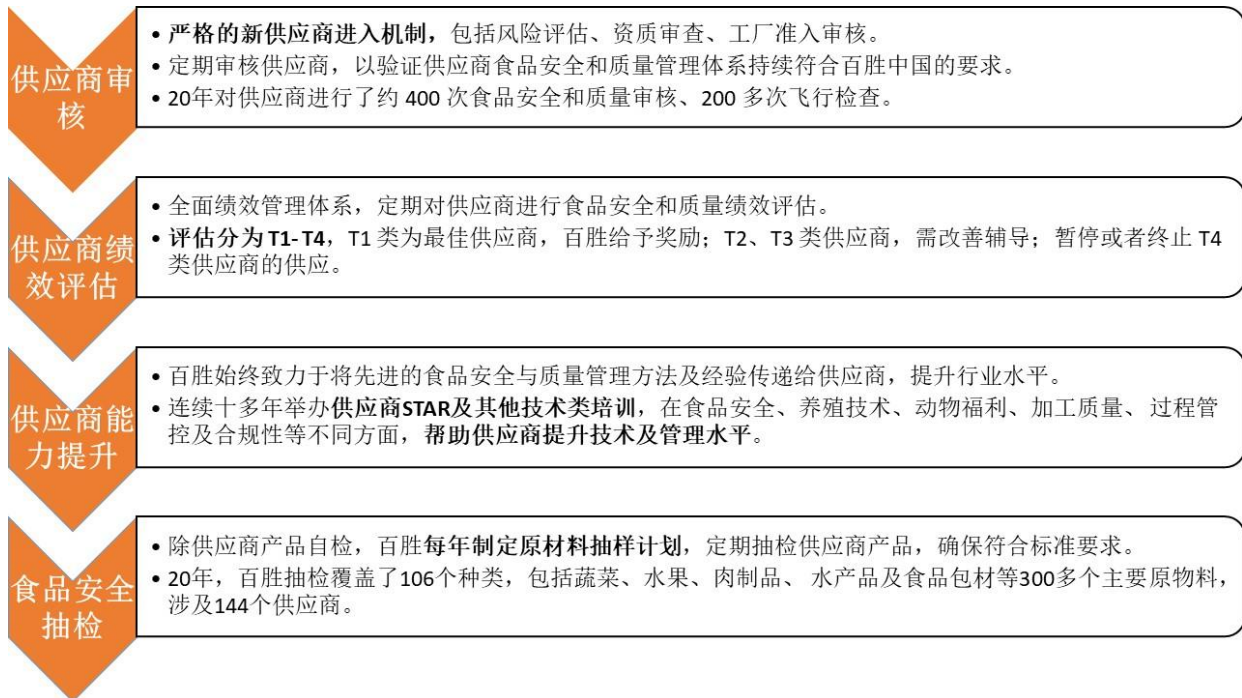 供应商审
核
• 严格的新供应商进入机制，包括风险评估、资质审查、工厂准入审核。
• 定期审核供应商，以验证供应商食品安全和质量管理体系持续符合百胜中国的要求。
• 20年对供应商进行了约 400 次食品安全和质量审核、200 多次飞行检查。
供应商绩
效评估
• 全面绩效管理体系，定期对供应商进行食品安全和质量绩效评估。
• 评估分为 T1- T4，T1 类为最佳供应商，百胜给予奖励；T2、T3 类供应商，需改善辅导；暂停或者终止 T4
类供应商的供应。
供应商能
力提升
• 百胜始终致力于将先进的食品安全与质量管理方法及经验传递给供应商，提升行业水平。
• 连续十多年举办供应商STAR及其他技术类培训，在食品安全、养殖技术、动物福利、加工质量、过程管
控及合规性等不同方面，帮助供应商提升技术及管理水平。
食品安全
抽检
• 除供应商产品自检，百胜每年制定原材料抽样计划，定期抽检供应商产品，确保符合标准要求。
• 20年，百胜抽检覆盖了106个种类，包括蔬菜、水果、肉制品、 水产品及食品包材等300多个主要原物料，
涉及144个供应商。